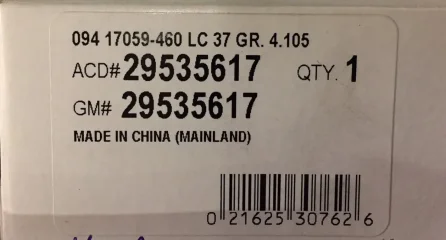 094 17059-460 LC 37 GR. 4.105
ACD# 29535617 QTY. 1
GM# 29535617
MADE IN CHINA (MAINLAND)
0 21625 30762 6